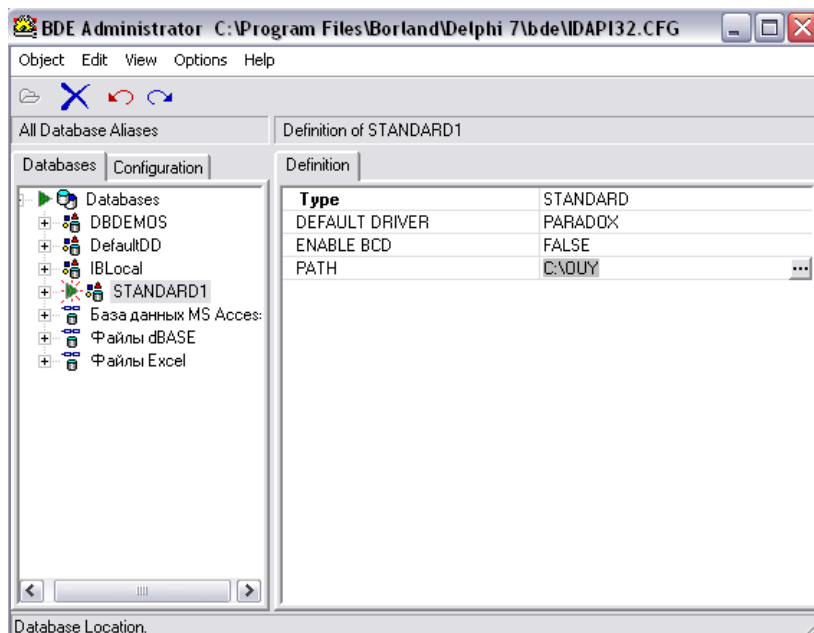 BDE Administrator C:\Program Files\Borland\Delphi 7\bde\IDAPI32.CFG
Object Edit View Options Help
All Database Aliases
Definition of STANDARD1
Databases Configuration
Definition
Databases
DBDEMOS
DefaultDD
IBLocal
STANDARD1
База данных MS Acces
Файлы dBASE
Файлы Excel
Type STANDARD
DEFAULT DRIVER PARADOX
ENABLE BCD FALSE
PATH C:\OUY
Database Location.